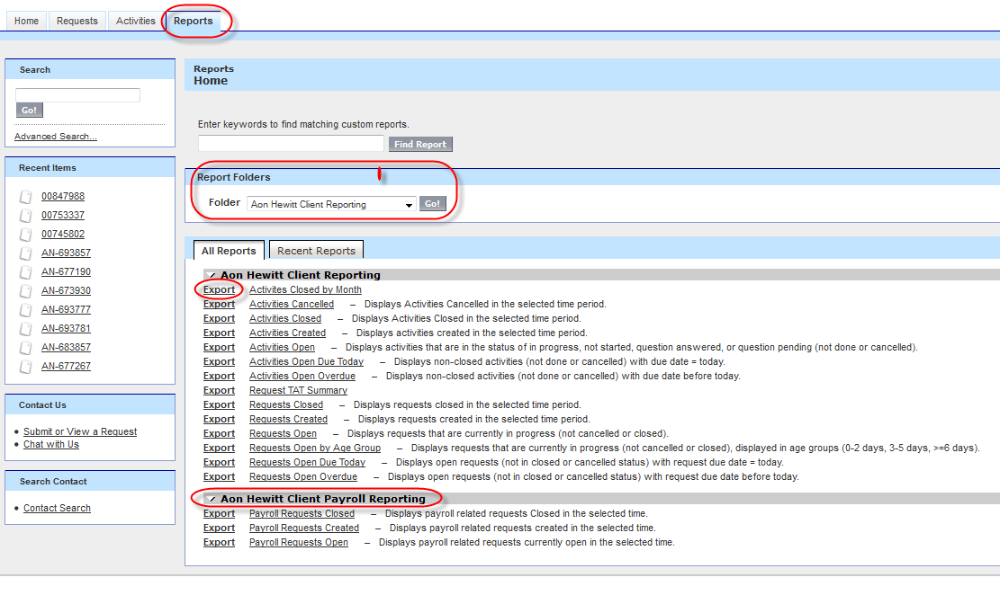 Home Requests Activities Reports
Search
Go!
Advanced Search...
Recent Items
00847988
00753337
00745802
AN-693857
AN-677190
AN-673930
AN-693777
AN-693781
AN-683857
AN-677267
Contact Us
• Submit or View a Request
• Chat with Us
Search Contact
• Contact Search
Reports
Home
Enter keywords to find matching custom reports.
Find Report
Report Folders
Folder Aon Hewitt Client Reporting Go!
All Reports Recent Reports
Aon Hewitt Client Reporting
Export Activites Closed by Month
Export Activities Cancelled – Displays Activities Cancelled in the selected time period.
Export Activities Closed – Displays Activities Closed in the selected time period.
Export Activities Created – Displays activities created in the selected time period.
Export Activities Open – Displays activities that are in the status of in progress, not started, question answered, or question pending (not done or cancelled).
Export Activities Open Due Today – Displays non-closed activities (not done or cancelled) with due date = today.
Export Activities Open Overdue – Displays non-closed activities (not done or cancelled) with due date before today.
Export Request TAT Summary
Export Requests Closed – Displays requests closed in the selected time period.
Export Requests Created – Displays requests created in the selected time period.
Export Requests Open – Displays requests that are currently in progress (not cancelled or closed).
Export Requests Open by Age Group – Displays requests that are currently in progress (not cancelled or closed), displayed in age groups (0-2 days, 3-5 days, >=6 days).
Export Requests Open Due Today – Displays open requests (not in closed or cancelled status) with request due date = today.
Export Requests Open Overdue – Displays open requests (not in closed or cancelled status) with request due date before today.
Aon Hewitt Client Payroll Reporting
Export Payroll Requests Closed – Displays payroll related requests Closed in the selected time.
Export Payroll Requests Created – Displays payroll related requests created in the selected time.
Export Payroll Requests Open – Displays payroll related requests currently open in the selected time.